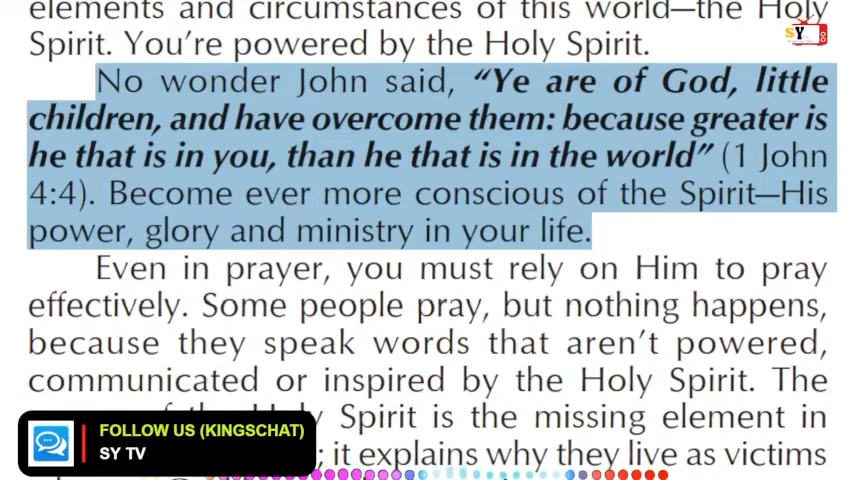 elements and circumstances of this world—the Holy
Spirit. You're powered by the Holy Spirit.
No wonder John said, "Ye are of God, little
children, and have overcome them: because greater is
he that is in you, than he that is in the world" (1 John
4:4). Become ever more conscious of the Spirit—His
power, glory and ministry in your life.
Even in prayer, you must rely on Him to pray
effectively. Some people pray, but nothing happens,
because they speak words that aren't powered,
communicated or inspired by the Holy Spirit. The
Holy Spirit is the missing element in
; it explains why they live as victims
FOLLOW US (KINGSCHAT)
SY TV
SY